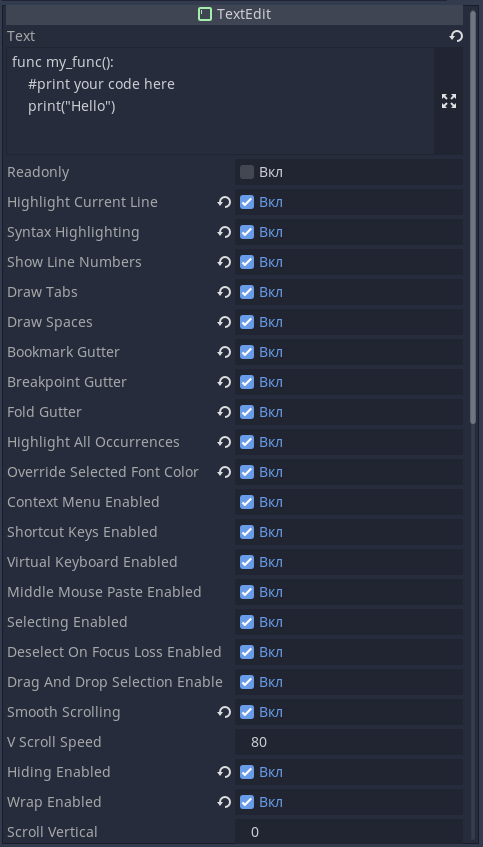 TextEdit
Text
func my_func():
#print your code here
print("Hello")
Readonly Вкл
Highlight Current Line Вкл
Syntax Highlighting Вкл
Show Line Numbers Вкл
Draw Tabs Вкл
Draw Spaces Вкл
Bookmark Gutter Вкл
Breakpoint Gutter Вкл
Fold Gutter Вкл
Highlight All Occurrences Вкл
Override Selected Font Color Вкл
Context Menu Enabled Вкл
Shortcut Keys Enabled Вкл
Virtual Keyboard Enabled Вкл
Middle Mouse Paste Enabled Вкл
Selecting Enabled Вкл
Deselect On Focus Loss Enabled Вкл
Drag And Drop Selection Enable Вкл
Smooth Scrolling Вкл
V Scroll Speed 80
Hiding Enabled Вкл
Wrap Enabled Вкл
Scroll Vertical 0